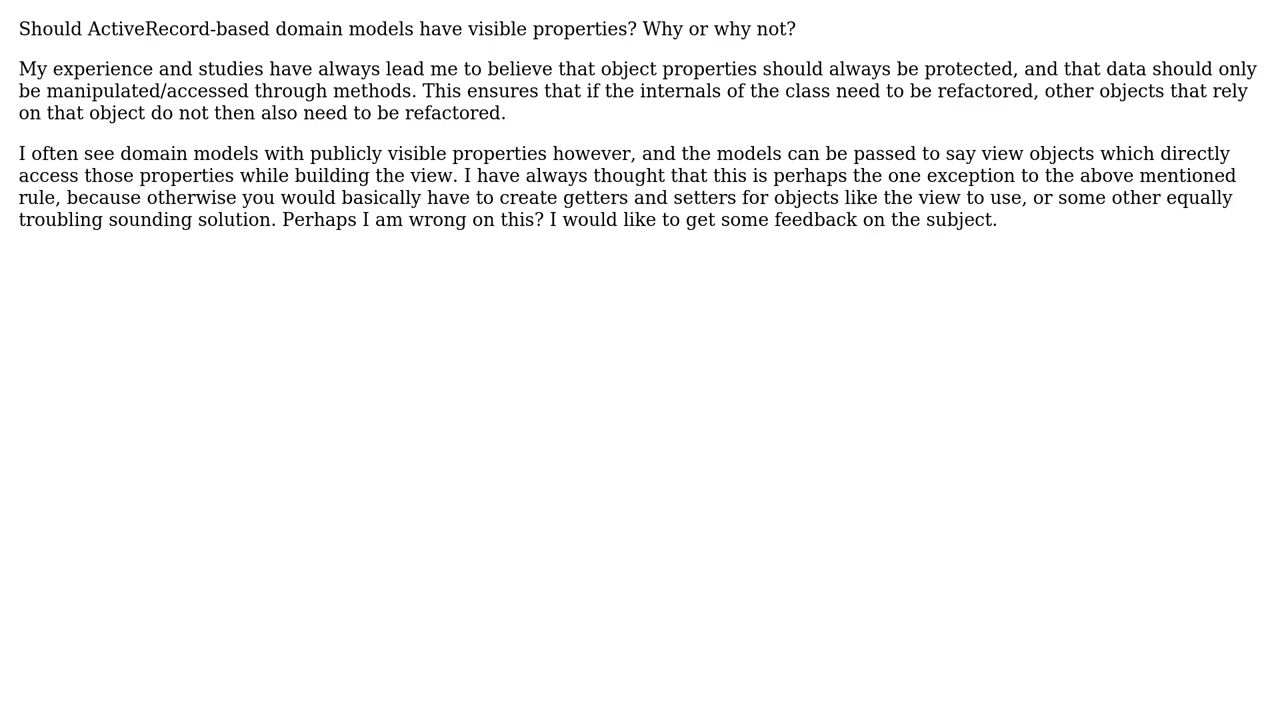 Should ActiveRecord-based domain models have visible properties? Why or why not?
My experience and studies have always lead me to believe that object properties should always be protected, and that data should only
be manipulated/accessed through methods. This ensures that if the internals of the class need to be refactored, other objects that rely
on that object do not then also need to be refactored.
I often see domain models with publicly visible properties however, and the models can be passed to say view objects which directly
access those properties while building the view. I have always thought that this is perhaps the one exception to the above mentioned
rule, because otherwise you would basically have to create getters and setters for objects like the view to use, or some other equally
troubling sounding solution. Perhaps I am wrong on this? I would like to get some feedback on the subject.